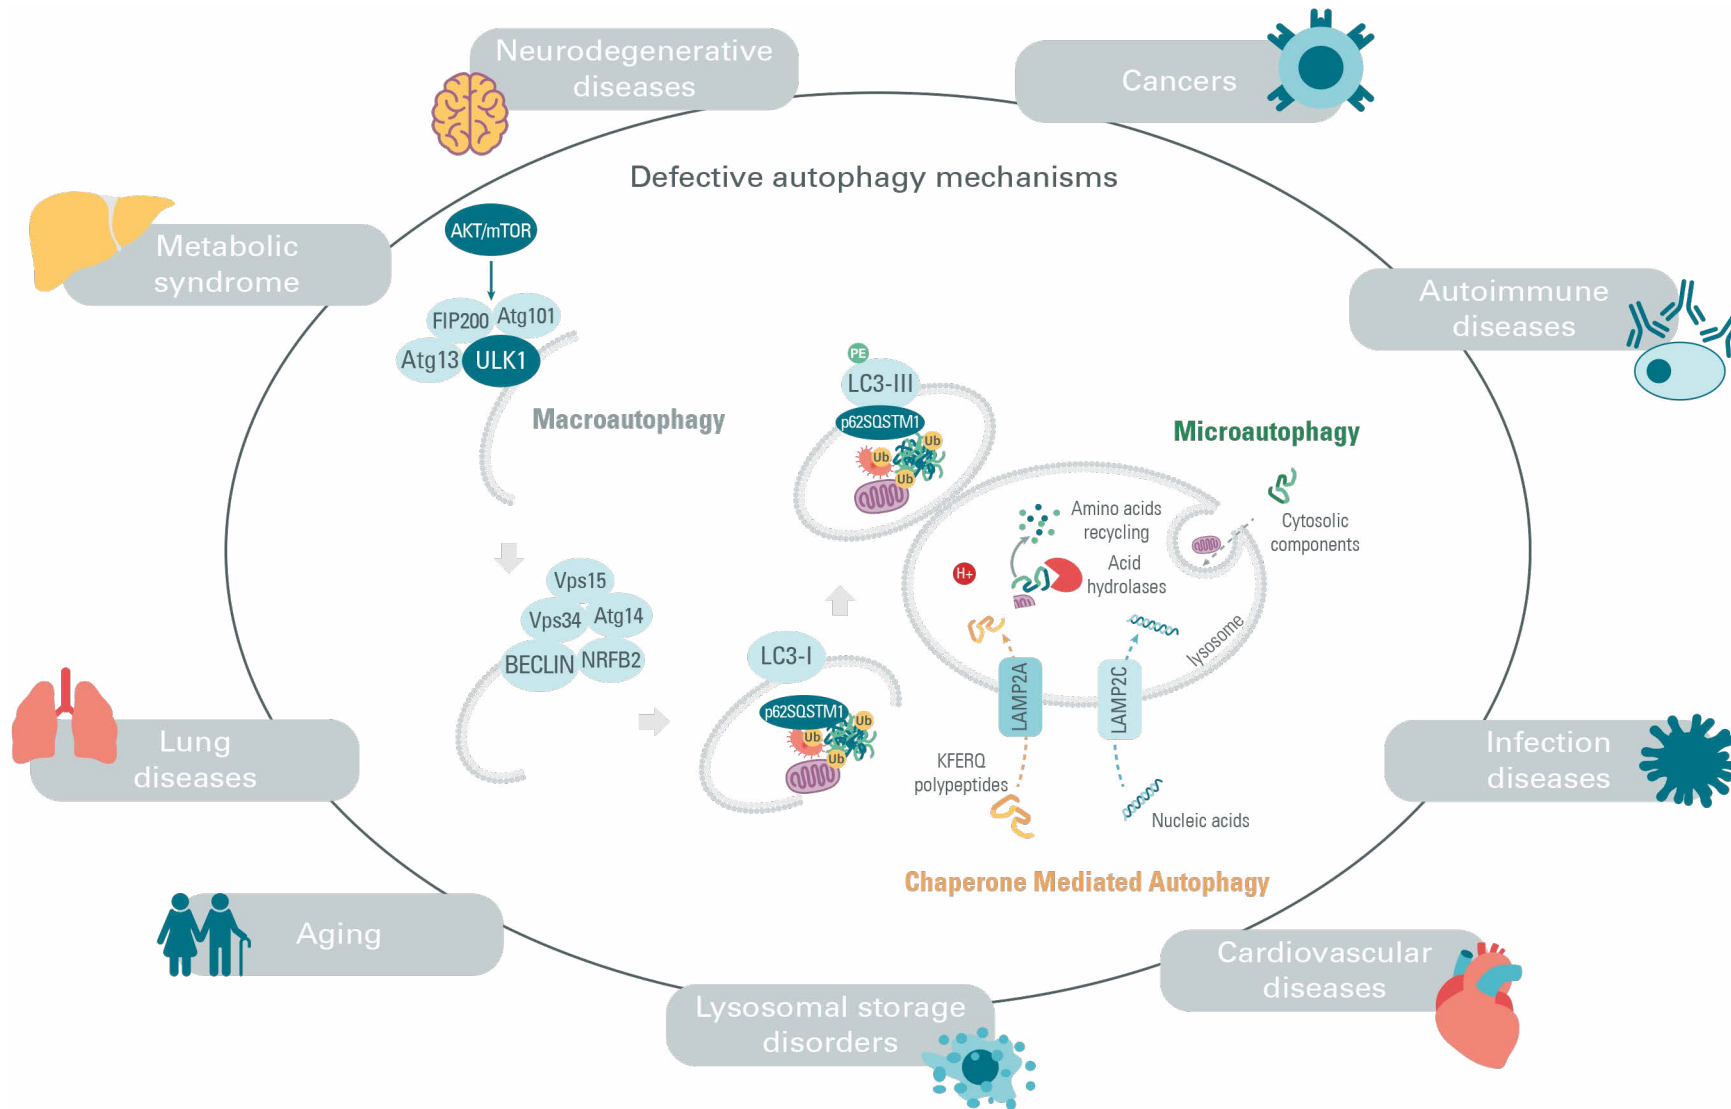 Neurodegenerative
diseases
Cancers
Defective autophagy mechanisms
Metabolic
syndrome
AKT/mTOR
FIP200
Atg101
Atg13
ULK1
Autoimmune
diseases
Macroautophagy
PE
LC3-III
p62SQSTM1
Ub
Ub
Ub
Microautophagy
Cytosolic
components
Amino acids
recycling
Acid
hydrolases
H+
lysosome
Vps15
Vps34
Atg14
BECLIN
NRFB2
LC3-I
p62SQSTM1
Ub
Ub
Ub
LAMP2A
LAMP2C
KFERQ
polypeptides
Nucleic acids
Chaperone Mediated Autophagy
Lung
diseases
Infection
diseases
Aging
Cardiovascular
diseases
Lysosomal storage
disorders